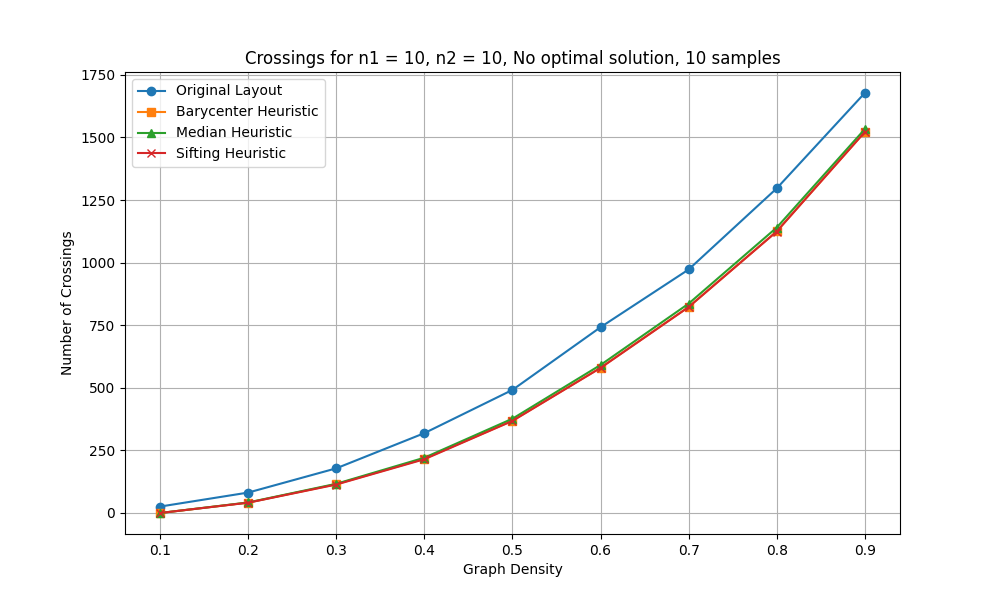 Crossings for n1 = 10, n2 = 10, No optimal solution, 10 samples
Original Layout
Barycenter Heuristic
Median Heuristic
Sifting Heuristic
Number of Crossings
1750
1500
1250
1000
750
500
250
0
0.1 0.2 0.3 0.4 0.5 0.6 0.7 0.8 0.9
Graph Density